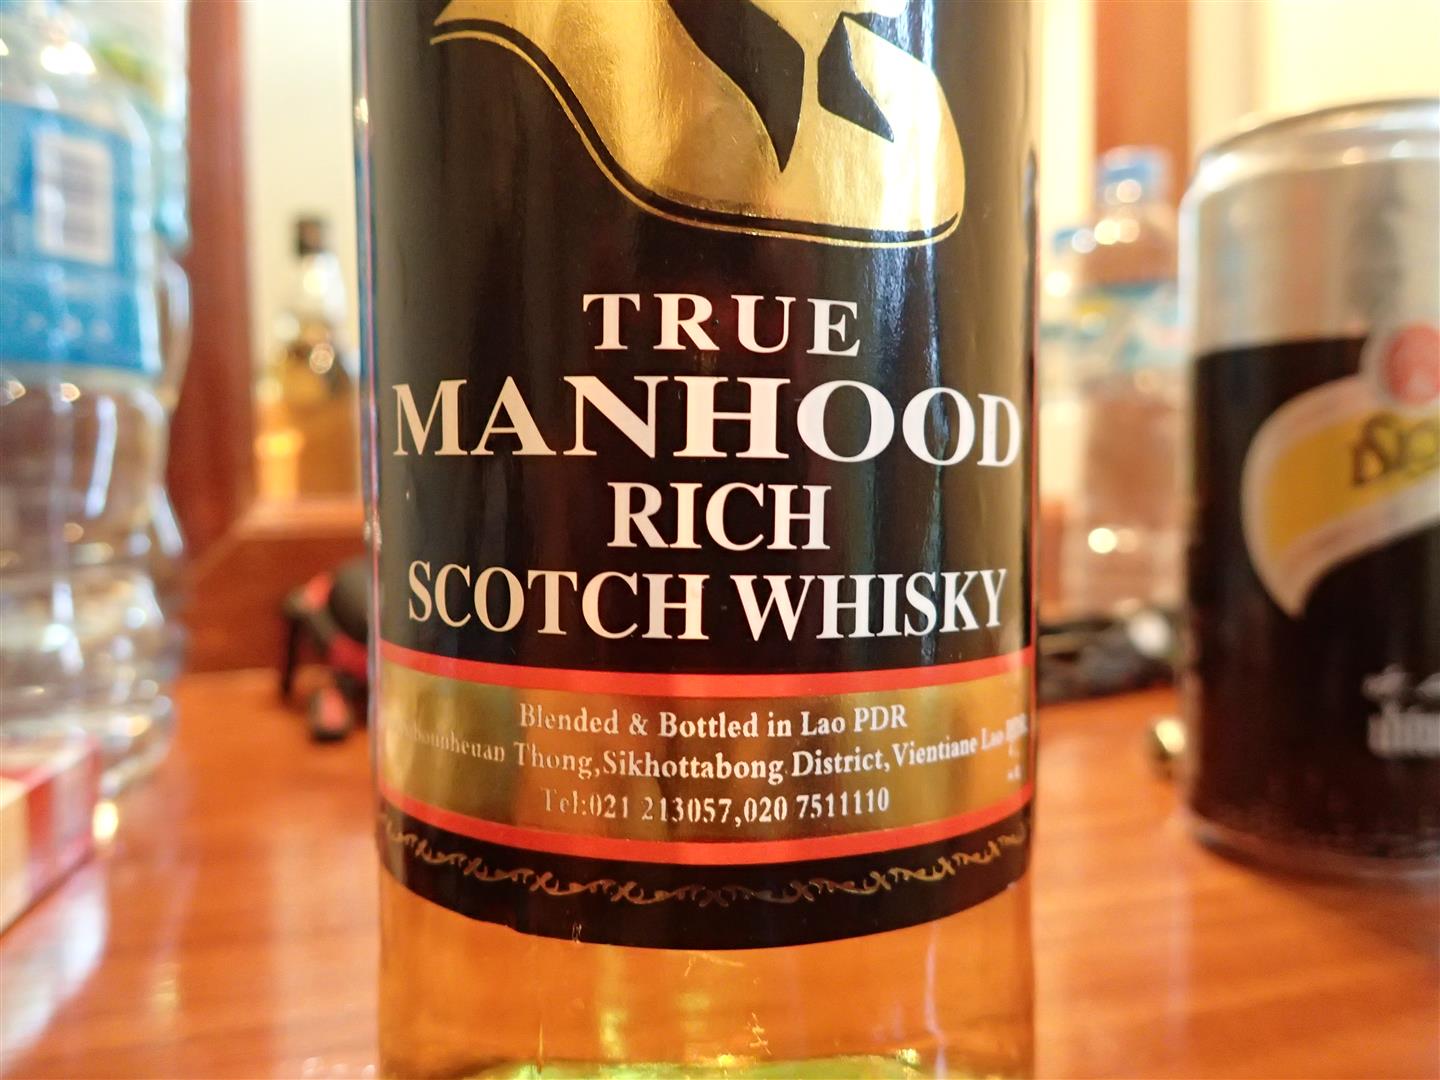 TRUE
MANHOOD
RICH
SCOTCH WHISKY
Blended & Bottled in Lao PDR
Thong,Sikhottabong District,Vientiane Lao PDR
Tel:021 213057,020 7511110